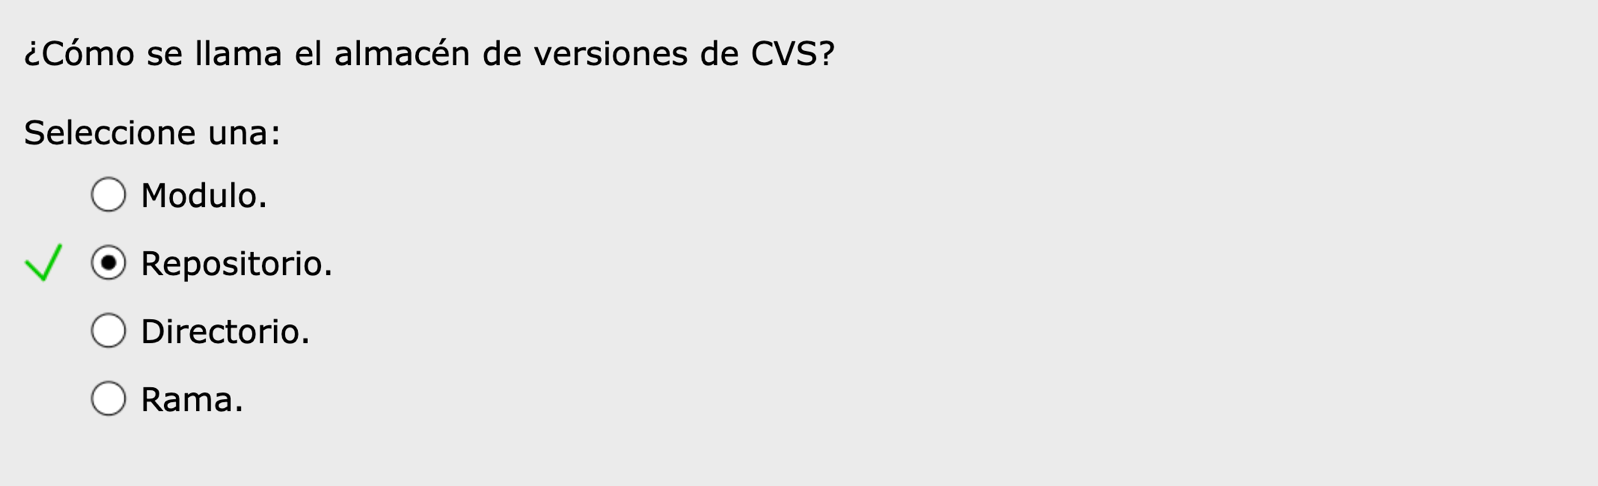 ¿Cómo se llama el almacén de versiones de CVS?
Seleccione una:
Modulo.
Repositorio.
Directorio.
Rama.